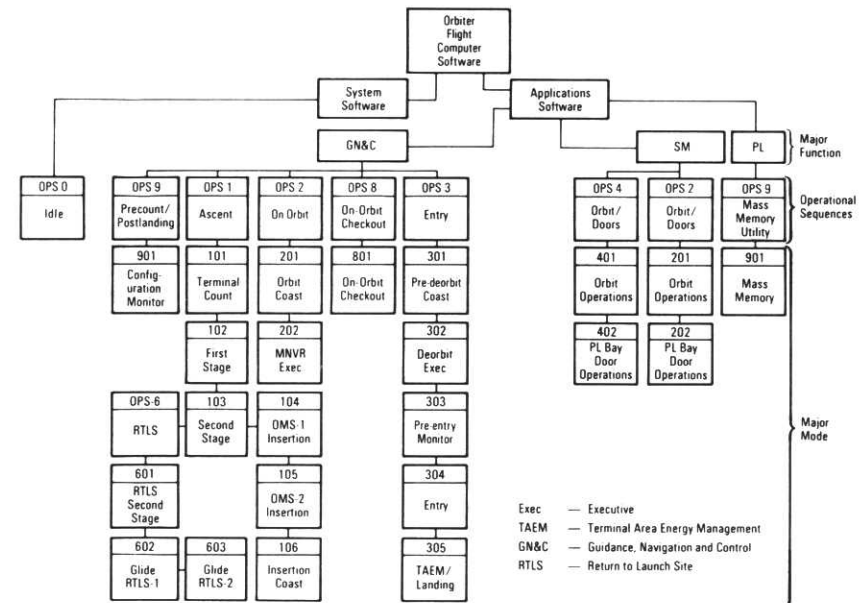 Orbiter
Flight
Computer
Software
System
Software
Applications
Software
GN&C
SM
PL
Major
Function
OPS 0
Idle
OPS 9
Precount/
Postlanding
OPS 1
Ascent
OPS 2
On Orbit
OPS 8
On-Orbit
Checkout
OPS 3
Entry
OPS 4
Orbit/
Doors
OPS 2
Orbit/
Doors
OPS 9
Mass
Memory
Utility
Operational
Sequences
901
Config-
uration
Monitor
101
Terminal
Count
201
Orbit
Coast
801
On-Orbit
Checkout
301
Pre-deorbit
Coast
401
Orbit
Operations
201
Orbit
Operations
901
Mass
Memory
102
First
Stage
202
MNVR
Exec
302
Deorbit
Exec
402
PL Bay
Door
Operations
202
PL Bay
Door
Operations
OPS-6
RTLS
103
Second
Stage
104
OMS-1
Insertion
303
Pre-entry
Monitor
Major
Mode
601
RTLS
Second
Stage
105
OMS-2
Insertion
304
Entry
602
Glide
RTLS-1
603
Glide
RTLS-2
106
Insertion
Coast
305
TAEM/
Landing
Exec — Executive
TAEM — Terminal Area Energy Management
GN&C — Guidance, Navigation and Control
RTLS — Return to Launch Site